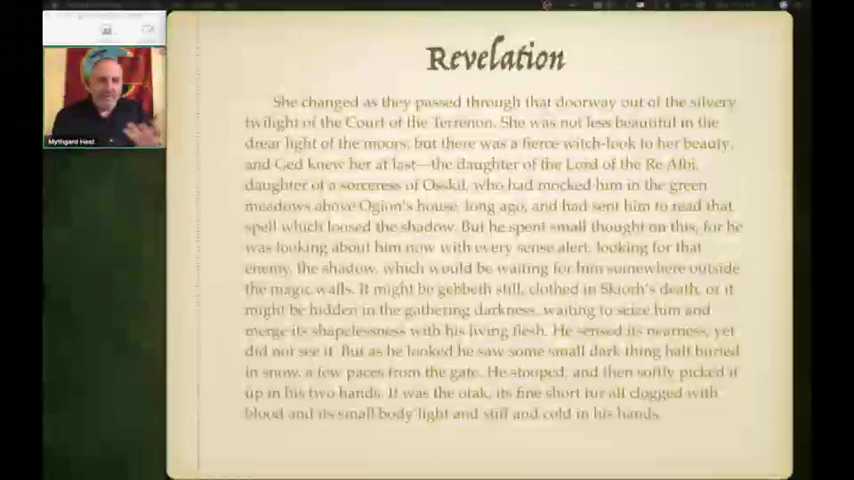 Mythgard Host
Revelation
She changed as they passed through that doorway out of the silvery
twilight of the Court of the Terrenon. She was not less beautiful in the
drear light of the moors, but there was a fierce witch-look to her beauty,
and Ged knew her at last—the daughter of the Lord of the Re Albi,
daughter of a sorceress of Osskil, who had mocked him in the green
meadows above Ogion's house, long ago, and had sent him to read that
spell which loosed the shadow. But he spent small thought on this, for he
was looking about him now with every sense alert, looking for that
enemy, the shadow, which would be waiting for him somewhere outside
the magic walls. It might be gebbeth still, clothed in Skiorh's death, or it
might be hidden in the gathering darkness, waiting to seize him and
merge its shapelessness with his living flesh. He sensed its nearness, yet
did not see it. But as he looked he saw some small dark thing half buried
in snow, a few paces from the gate. He stooped, and then softly picked it
up in his two hands. It was the otak, its fine short fur all clogged with
blood and its small body light and stiff and cold in his hands.